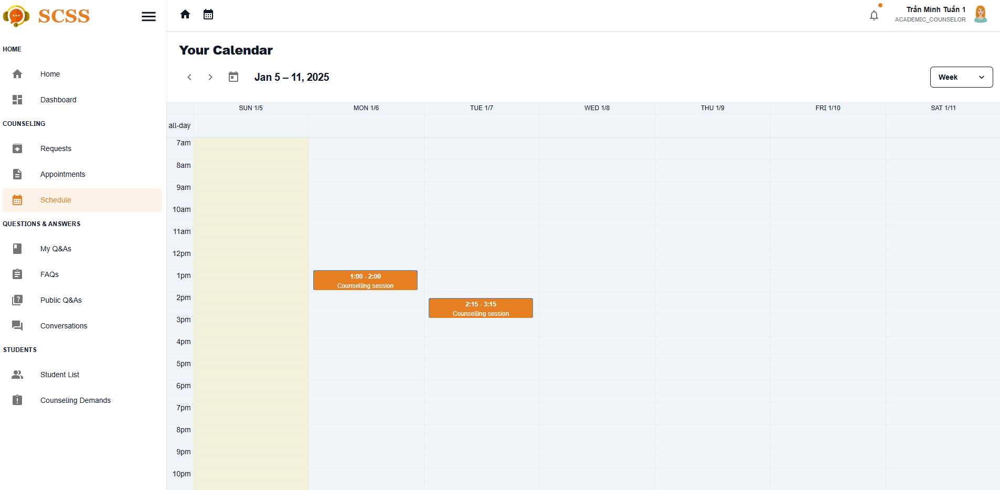 SCSS
Trần Minh Tuấn 1
ACADEMIC_COUNSELOR
HOME
Home
Dashboard
COUNSELING
Requests
Appointments
Schedule
QUESTIONS & ANSWERS
My Q&As
FAQs
Public Q&As
Conversations
STUDENTS
Student List
Counseling Demands
Your Calendar
Jan 5 – 11, 2025
Week
SUN 1/5
MON 1/6
TUE 1/7
WED 1/8
THU 1/9
FRI 1/10
SAT 1/11
all-day
7am
8am
9am
10am
11am
12pm
1pm
1:00 - 2:00
Counselling session
2pm
2:15 - 3:15
Counselling session
3pm
4pm
5pm
6pm
7pm
8pm
9pm
10pm